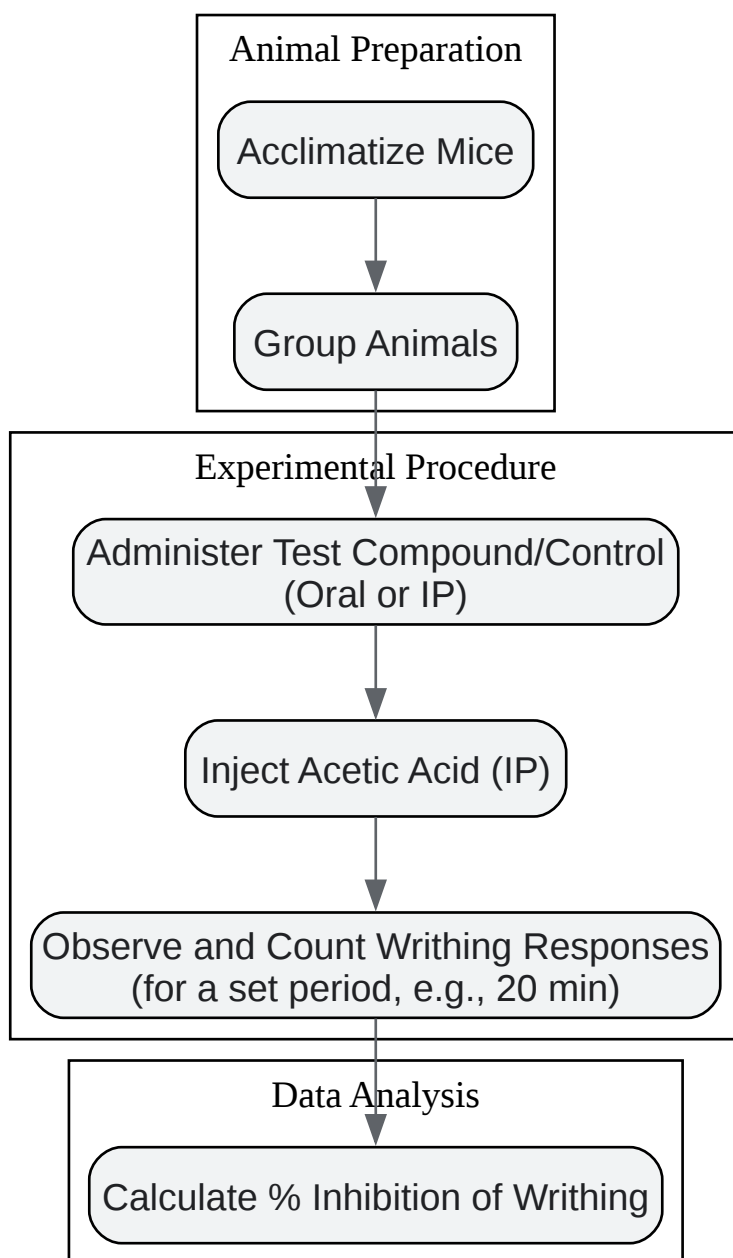 Animal Preparation
Acclimatize Mice
Group Animals
Experimental Procedure
Administer Test Compound/Control
(Oral or IP)
Inject Acetic Acid (IP)
Observe and Count Writhing Responses
(for a set period, e.g., 20 min)
Data Analysis
Calculate % Inhibition of Writhing